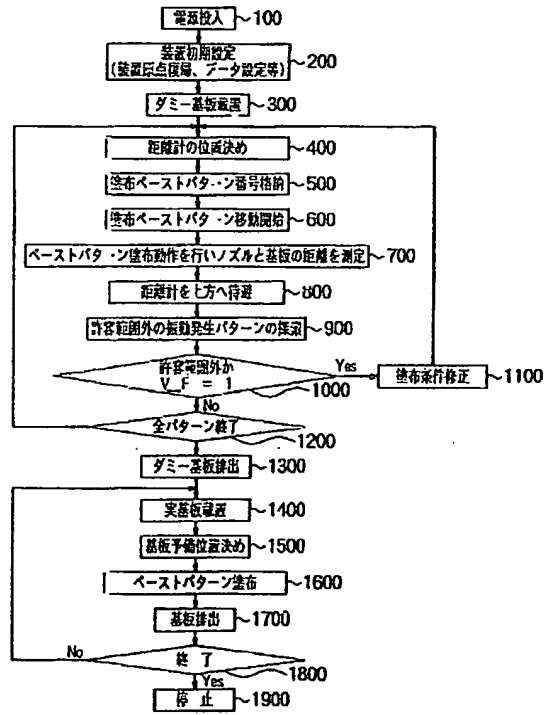 電源投入 100
装置初期設定
(装置原点復帰、データ設定等) 200
ダミー基板載置 300
距離計の位置決め 400
塗布ペーストパターン番号格納 500
塗布ペーストパターン移動開始 600
ペーストパターン塗布動作を行いノズルと基板の距離を測定 700
距離計を上方へ待避 800
許容範囲外の振動発生パターンの探索 900
許容範囲外か
V_F = 1 1000
Yes
塗布条件修正 1100
No
全パターン終了 1200
ダミー基板排出 1300
実基板載置 1400
基板予備位置決め 1500
ペーストパターン塗布 1600
基板排出 1700
No
終了 1800
Yes
停止 1900